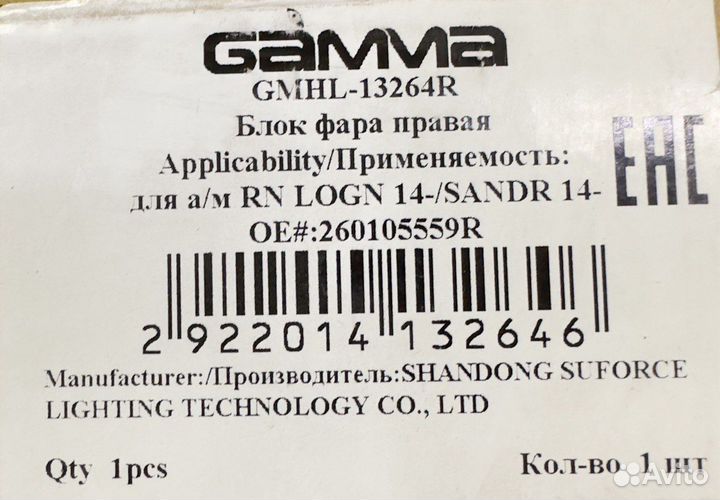 GAMMA
GMHL-13264R
Блок фара правая
Applicability/Применяемость:
для а/м RN LOGN 14-/SANDR 14-
OE#:260105559R
EAC
2 922014 132646
Manufacturer:/Производитель:SHANDONG SUFORCE
LIGHTING TECHNOLOGY CO., LTD
Qty 1pcs
Кол-во 1 шт
Avito